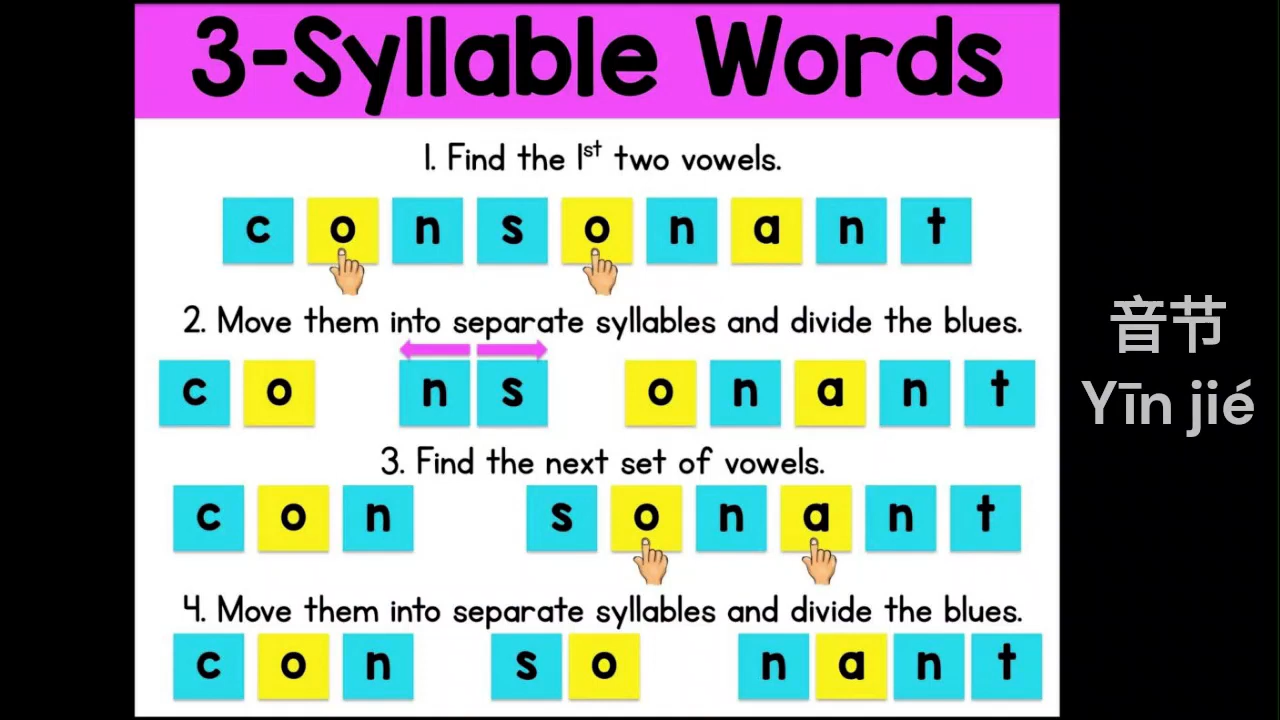 3-Syllable Words
1. Find the 1st two vowels.
c o n s o n a n t
2. Move them into separate syllables and divide the blues.
c o n s o n a n t
3. Find the next set of vowels.
c o n s o n a n t
4. Move them into separate syllables and divide the blues.
c o n s o n a n t
音节
Yīn jié